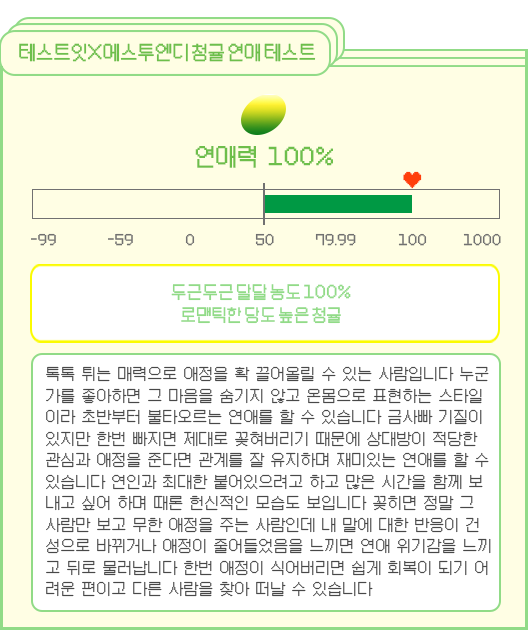 테스트잇X메스투엔디 청귤 연애 테스트
연애력 100%
-99 -59 0 50 79.99 100 1000
두근두근 달달 농도 100%
로맨틱한 당도 높은 청귤
톡톡 튀는 매력으로 애정을 확 끌어올릴 수 있는 사람입니다 누군
가를 좋아하면 그 마음을 숨기지 않고 온몸으로 표현하는 스타일
이라 초반부터 불타오르는 연애를 할 수 있습니다 금사빠 기질이
있지만 한번 빠지면 제대로 꽂혀버리기 때문에 상대방이 적당한
관심과 애정을 준다면 관계를 잘 유지하며 재미있는 연애를 할 수
있습니다 연인과 최대한 붙어있으려고 하고 많은 시간을 함께 보
내고 싶어 하며 때론 헌신적인 모습도 보입니다 꽂히면 정말 그
사람만 보고 무한 애정을 주는 사람인데 내 말에 대한 반응이 건
성으로 바뀌거나 애정이 줄어들었음을 느끼면 연애 위기감을 느끼
고 뒤로 물러납니다 한번 애정이 식어버리면 쉽게 회복이 되기 어
려운 편이고 다른 사람을 찾아 떠날 수 있습니다